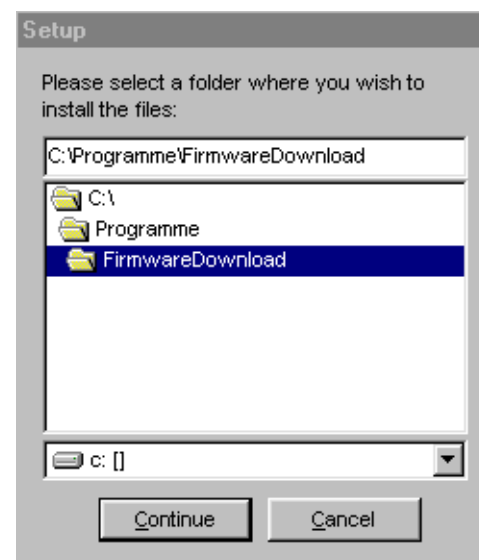 Setup
Please select a folder where you wish to
install the files:
C:\Programme\FirmwareDownload
C:\
Programme
FirmwareDownload
c: []
Continue
Cancel